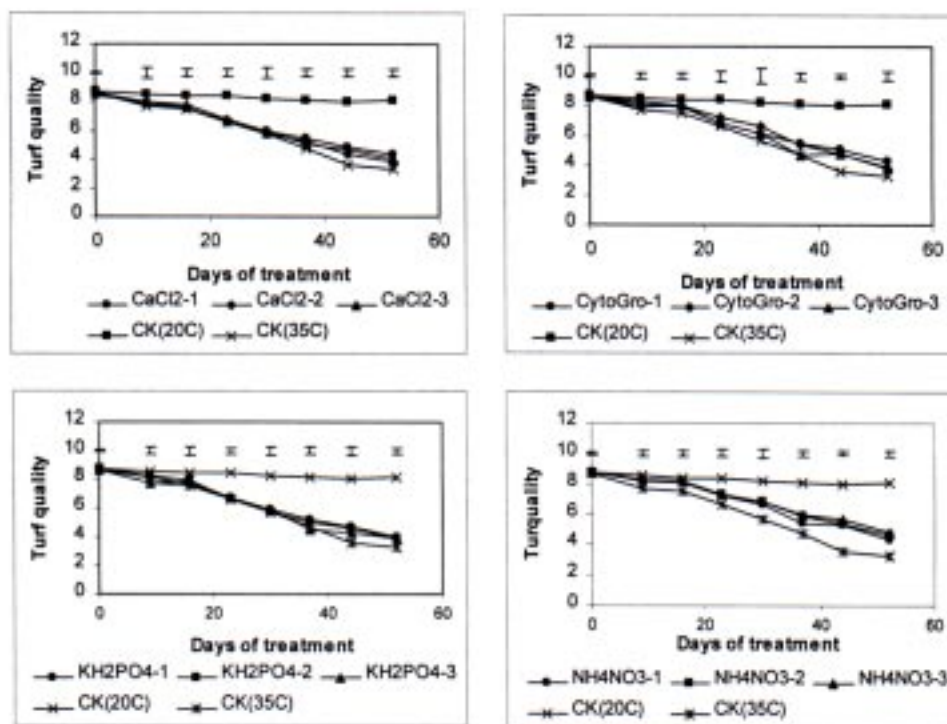 12
10
8
6
4
2
0
Turf quality
0 20 40 60
Days of treatment
CaCl2-1 CaCl2-2 CaCl2-3
CK(20C) CK(35C)
12
10
8
6
4
2
0
Turf quality
0 20 40 60
Days of treatment
CytoGro-1 CytoGro-2 CytoGro-3
CK(20C) CK(35C)
12
10
8
6
4
2
0
Turf quality
0 20 40 60
Days of treatment
KH2PO4-1 KH2PO4-2 KH2PO4-3
CK(20C) CK(35C)
12
10
8
6
4
2
0
Turquality
0 20 40 60
Days of treatment
NH4NO3-1 NH4NO3-2 NH4NO3-3
CK(20C) CK(35C)